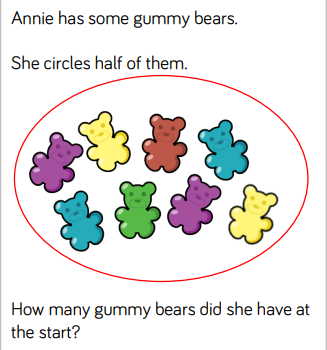 Annie has some gummy bears.
She circles half of them.
How many gummy bears did she have at
the start?